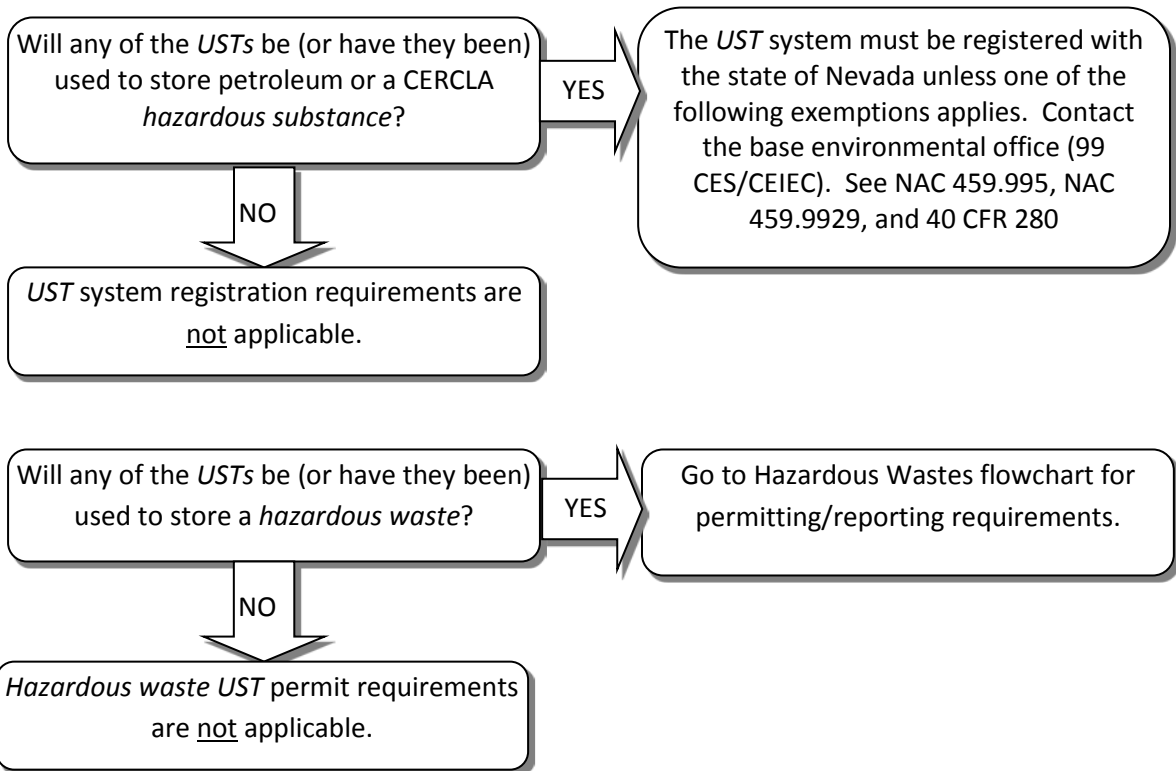 Will any of the USTs be (or have they been)
used to store petroleum or a CERCLA
hazardous substance?
YES
The UST system must be registered with
the state of Nevada unless one of the
following exemptions applies.  Contact
the base environmental office (99
CES/CEIEC).  See NAC 459.995, NAC
459.9929, and 40 CFR 280
NO
UST system registration requirements are
not applicable.
Will any of the USTs be (or have they been)
used to store a hazardous waste?
YES
Go to Hazardous Wastes flowchart for
permitting/reporting requirements.
NO
Hazardous waste UST permit requirements
are not applicable.